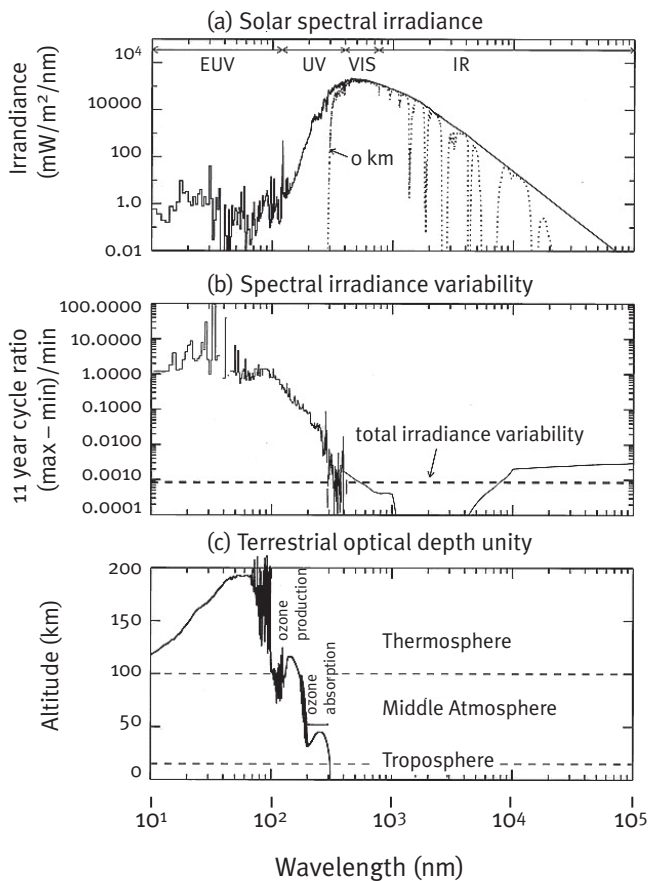 (a) Solar spectral irradiance
Irrandiance
(mW/m²/nm)
10⁴
10000
100
1.0
0.01
EUV UV VIS IR
0 km
(b) Spectral irradiance variability
11 year cycle ratio
(max – min)/min
100.0000
10.0000
1.0000
0.1000
0.0100
0.0010
0.0001
total irradiance variability
(c) Terrestrial optical depth unity
Altitude (km)
200
150
100
50
0
ozone
production
ozone
absorption
Thermosphere
Middle Atmosphere
Troposphere
10¹ 10² 10³ 10⁴ 10⁵
Wavelength (nm)